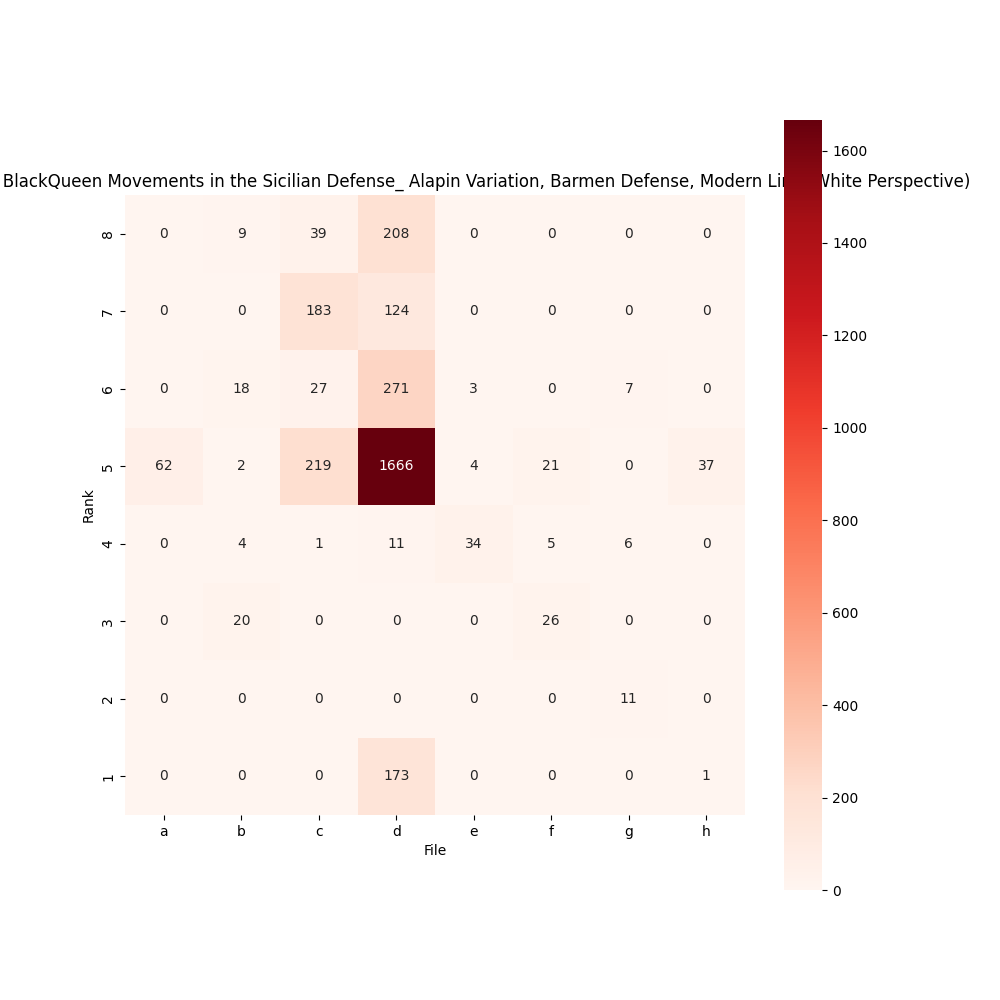 BlackQueen Movements in the Sicilian Defense_ Alapin Variation, Barmen Defense, Modern Li White Perspective)
8 0 9 39 208 0 0 0 0
7 0 0 183 124 0 0 0 0
6 0 18 27 271 3 0 7 0
5 62 2 219 1666 4 21 0 37
4 0 4 1 11 34 5 6 0
3 0 20 0 0 0 26 0 0
2 0 0 0 0 0 0 11 0
1 0 0 0 173 0 0 0 1
a b c d e f g h
File
Rank
1600
1400
1200
1000
800
600
400
200
0